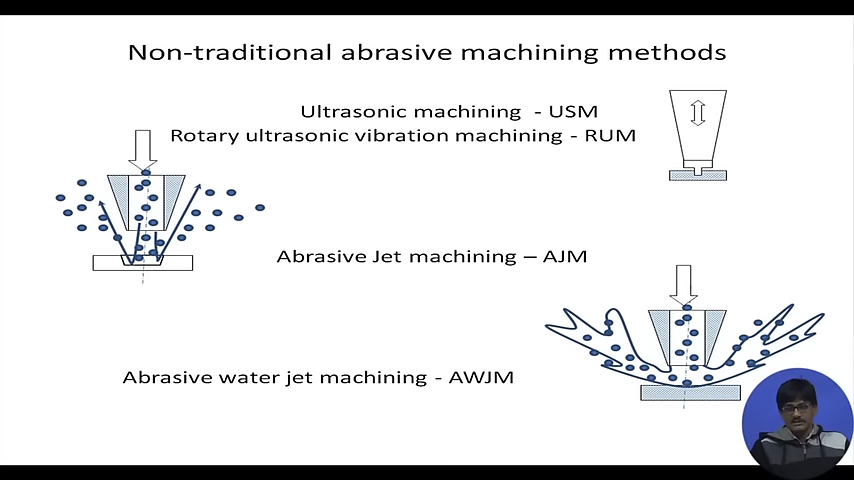 Non-traditional abrasive machining methods
Ultrasonic machining - USM
Rotary ultrasonic vibration machining - RUM
Abrasive Jet machining – AJM
Abrasive water jet machining - AWJM